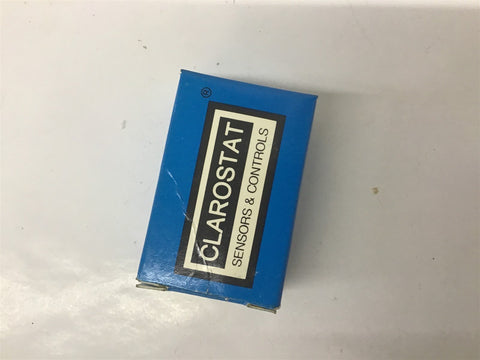 CLAROSTAT
SENSORS & CONTROLS
®